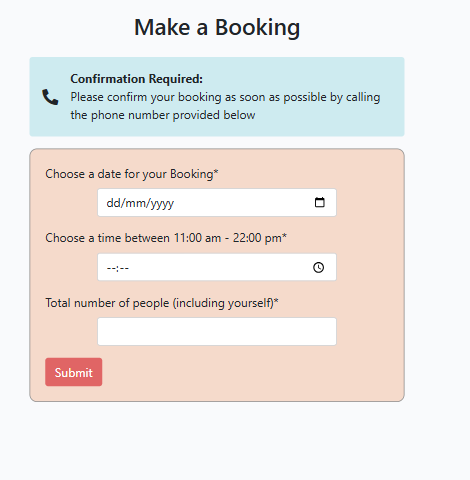 Make a Booking
Confirmation Required:
Please confirm your booking as soon as possible by calling
the phone number provided below
Choose a date for your Booking*
dd/mm/yyyy
Choose a time between 11:00 am - 22:00 pm*
--:--
Total number of people (including yourself)*
Submit